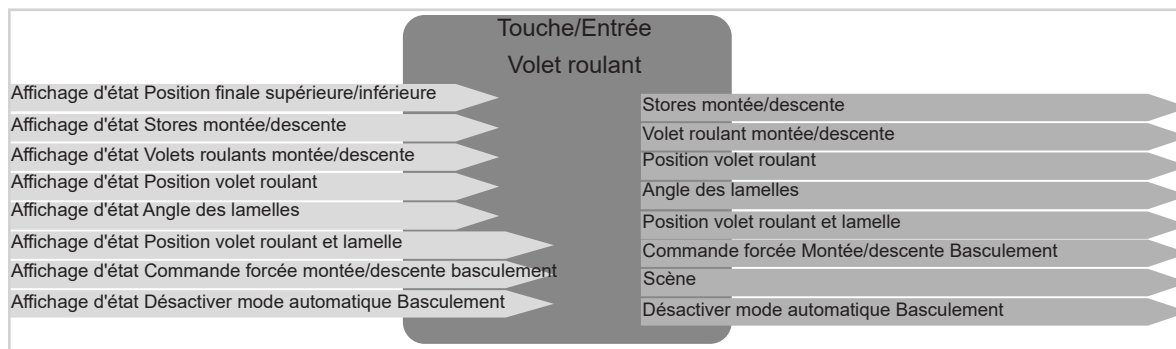 Touche/Entrée
Volet roulant
Affichage d'état Position finale supérieure/inférieure
Affichage d'état Stores montée/descente
Affichage d'état Volets roulants montée/descente
Affichage d'état Position volet roulant
Affichage d'état Angle des lamelles
Affichage d'état Position volet roulant et lamelle
Affichage d'état Commande forcée montée/descente basculement
Affichage d'état Désactiver mode automatique Basculement
Stores montée/descente
Volet roulant montée/descente
Position volet roulant
Angle des lamelles
Position volet roulant et lamelle
Commande forcée Montée/descente Basculement
Scène
Désactiver mode automatique Basculement